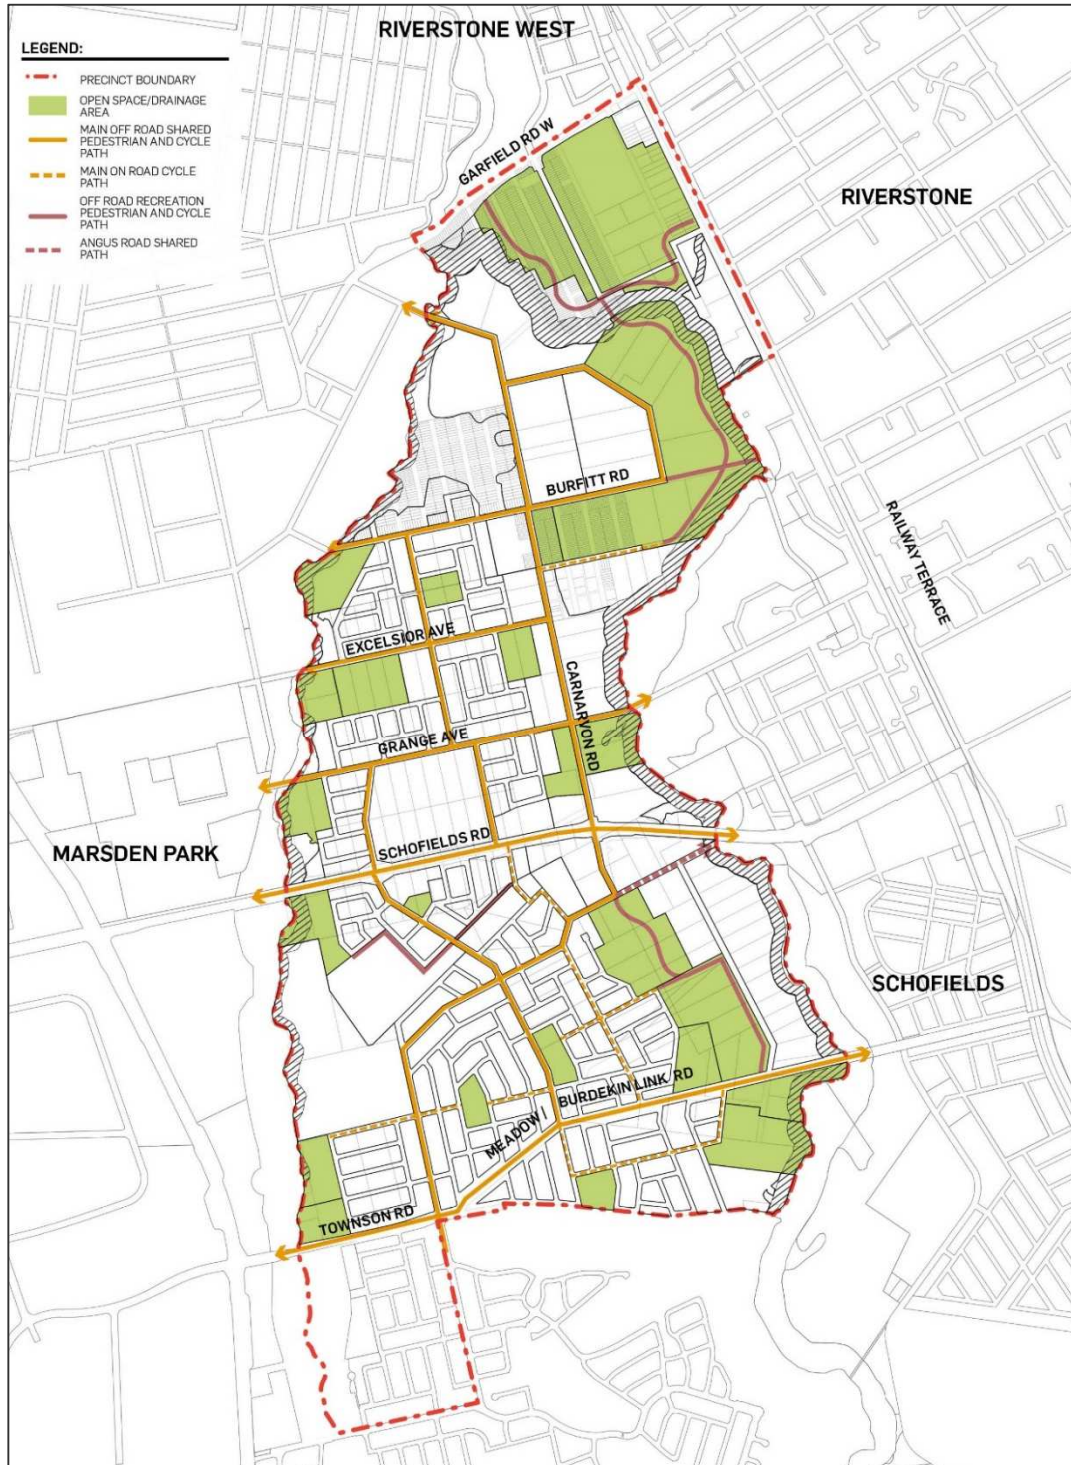 RIVERSTONE WEST
LEGEND:
PRECINCT BOUNDARY
OPEN SPACE/DRAINAGE
AREA
MAIN OFF ROAD SHARED
PEDESTRIAN AND CYCLE
PATH
MAIN ON ROAD CYCLE
PATH
OFF ROAD RECREATION
PEDESTRIAN AND CYCLE
PATH
ANGUS ROAD SHARED
PATH
GARFIELD RD W
RIVERSTONE
BURFITT RD
RAILWAY TERRACE
EXCELSIOR AVE
CARNARVON RD
GRANGE AVE
SCHOFIELDS RD
MARSDEN PARK
SCHOFIELDS
BURDEKIN LINK RD
MEADOW /
TOWNSON RD